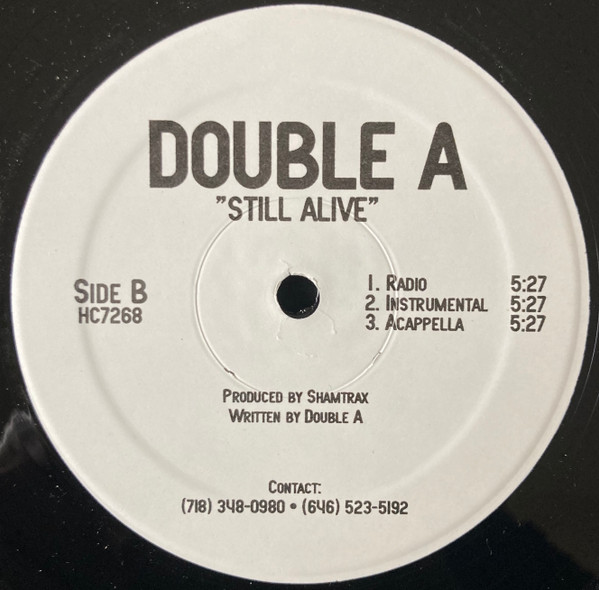 DOUBLE A
"STILL ALIVE"
SIDE B
HC7268
1. RADIO 5:27
2. INSTRUMENTAL 5:27
3. ACAPPELLA 5:27
PRODUCED BY SHAMTRAX
WRITTEN BY DOUBLE A
CONTACT:
(718) 348-0980 • (646) 523-5192